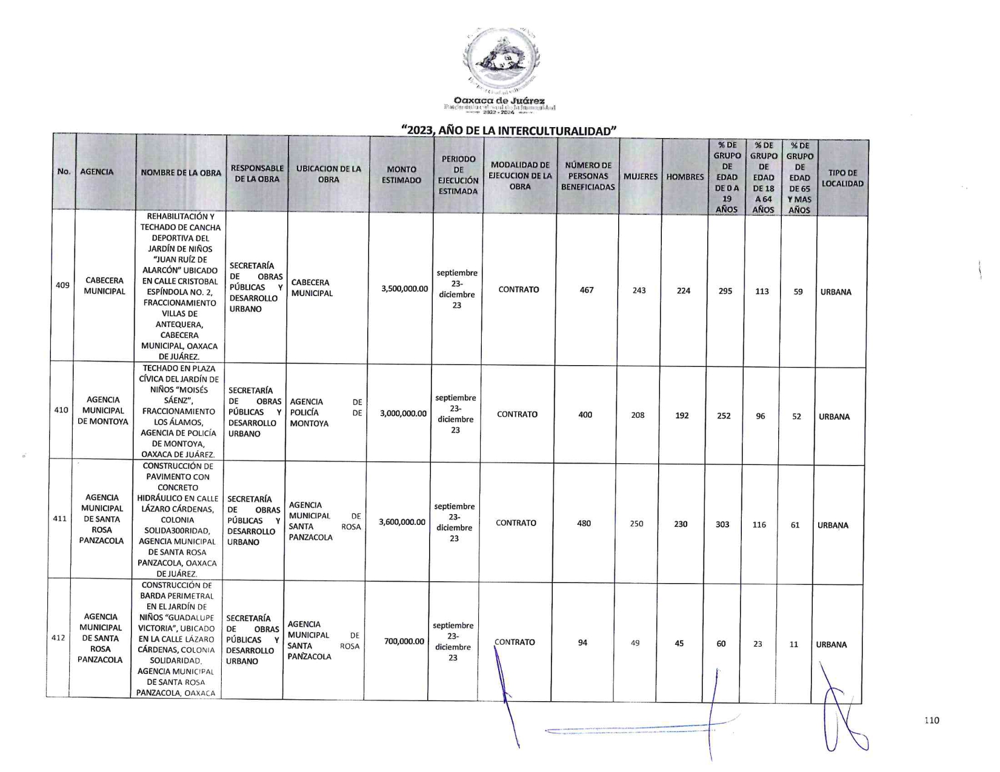 Oaxaca de Juárez
2022 - 2024
"2023, AÑO DE LA INTERCULTURALIDAD"
No.
AGENCIA
NOMBRE DE LA OBRA
RESPONSABLE
DE LA OBRA
UBICACION DE LA
OBRA
MONTO
ESTIMADO
PERIODO
DE
EJECUCIÓN
ESTIMADA
MODALIDAD DE
EJECUCION DE LA
OBRA
NÚMERO DE
PERSONAS
BENEFICIADAS
MUJERES
HOMBRES
% DE
GRUPO
DE
EDAD
DE 0 A
19
AÑOS
% DE
GRUPO
DE
EDAD
DE 18
A 64
AÑOS
% DE
GRUPO
DE
EDAD
DE 65
Y MAS
AÑOS
TIPO DE
LOCALIDAD
409
CABECERA
MUNICIPAL
REHABILITACIÓN Y
TECHADO DE CANCHA
DEPORTIVA DEL
JARDÍN DE NIÑOS
"JUAN RUÍZ DE
ALARCÓN" UBICADO
EN CALLE CRISTOBAL
ESPÍNDOLA NO. 2,
FRACCIONAMIENTO
VILLAS DE
ANTEQUERA,
CABECERA
MUNICIPAL, OAXACA
DE JUÁREZ.
SECRETARÍA
DE OBRAS
PÚBLICAS Y
DESARROLLO
URBANO
CABECERA
MUNICIPAL
3,500,000.00
septiembre
23-
diciembre
23
CONTRATO
467
243
224
295
113
59
URBANA
410
AGENCIA
MUNICIPAL
DE MONTOYA
TECHADO EN PLAZA
CÍVICA DEL JARDÍN DE
NIÑOS "MOISÉS
SÁENZ",
FRACCIONAMIENTO
LOS ÁLAMOS,
AGENCIA DE POLICÍA
DE MONTOYA,
OAXACA DE JUÁREZ.
SECRETARÍA
DE OBRAS
PÚBLICAS Y
DESARROLLO
URBANO
AGENCIA DE
POLICÍA DE
MONTOYA
3,000,000.00
septiembre
23-
diciembre
23
CONTRATO
400
208
192
252
96
52
URBANA
411
AGENCIA
MUNICIPAL
DE SANTA
ROSA
PANZACOLA
CONSTRUCCIÓN DE
PAVIMENTO CON
CONCRETO
HIDRÁULICO EN CALLE
LÁZARO CÁRDENAS,
COLONIA
SOLIDA300RIDAD,
AGENCIA MUNICIPAL
DE SANTA ROSA
PANZACOLA, OAXACA
DE JUÁREZ.
SECRETARÍA
DE OBRAS
PÚBLICAS Y
DESARROLLO
URBANO
AGENCIA
MUNICIPAL DE
SANTA ROSA
PANZACOLA
3,600,000.00
septiembre
23-
diciembre
23
CONTRATO
480
250
230
303
116
61
URBANA
412
AGENCIA
MUNICIPAL
DE SANTA
ROSA
PANZACOLA
CONSTRUCCIÓN DE
BARDA PERIMETRAL
EN EL JARDÍN DE
NIÑOS "GUADALUPE
VICTORIA", UBICADO
EN LA CALLE LÁZARO
CÁRDENAS, COLONIA
SOLIDARIDAD,
AGENCIA MUNICIPAL
DE SANTA ROSA
PANZACOLA, OAXACA
SECRETARÍA
DE OBRAS
PÚBLICAS Y
DESARROLLO
URBANO
AGENCIA
MUNICIPAL DE
SANTA ROSA
PANZACOLA
700,000.00
septiembre
23-
diciembre
23
CONTRATO
94
49
45
60
23
11
URBANA
110